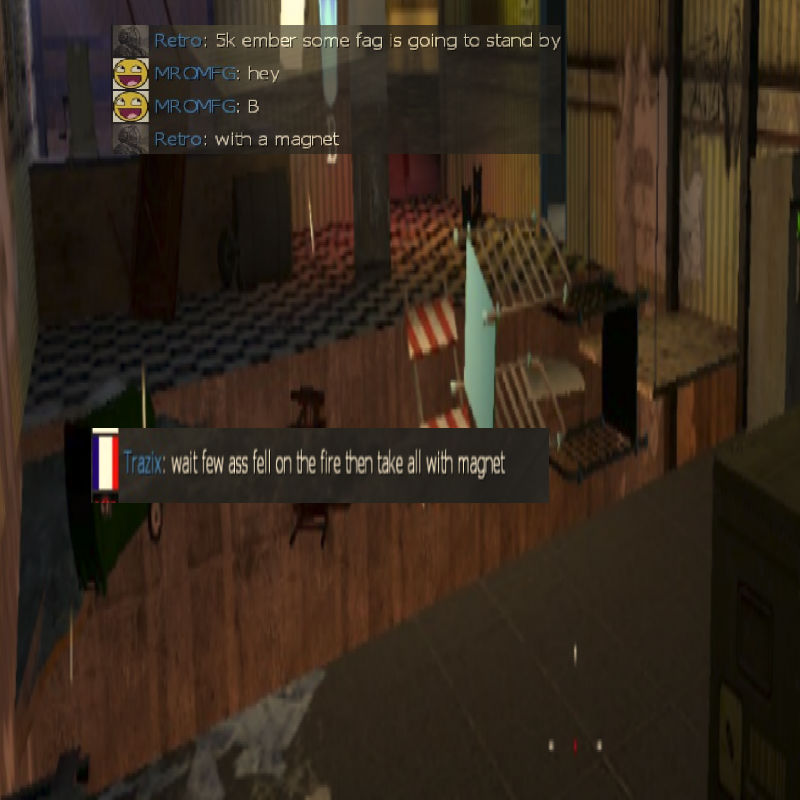 Retro: 5k ember some fag is going to stand by
MROMFG: hey
MROMFG: B
Retro: with a magnet
Trazix: wait few ass fell on the fire then take all with magnet